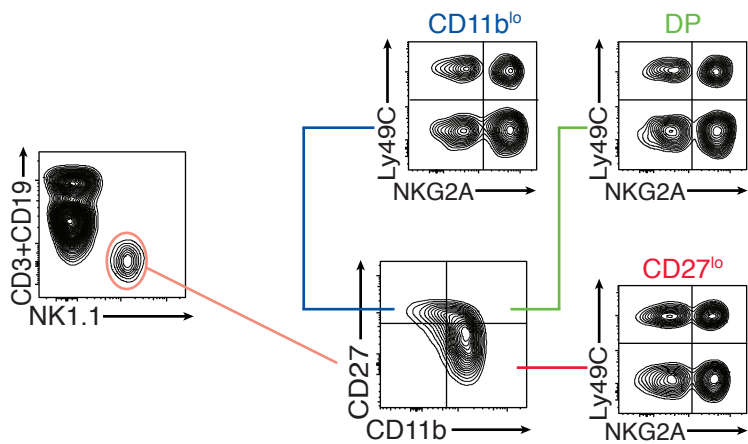 CD11b^lo
DP
Ly49C
NKG2A
Ly49C
NKG2A
CD3+CD19
NK1.1
CD27
CD11b
CD27^lo
Ly49C
NKG2A